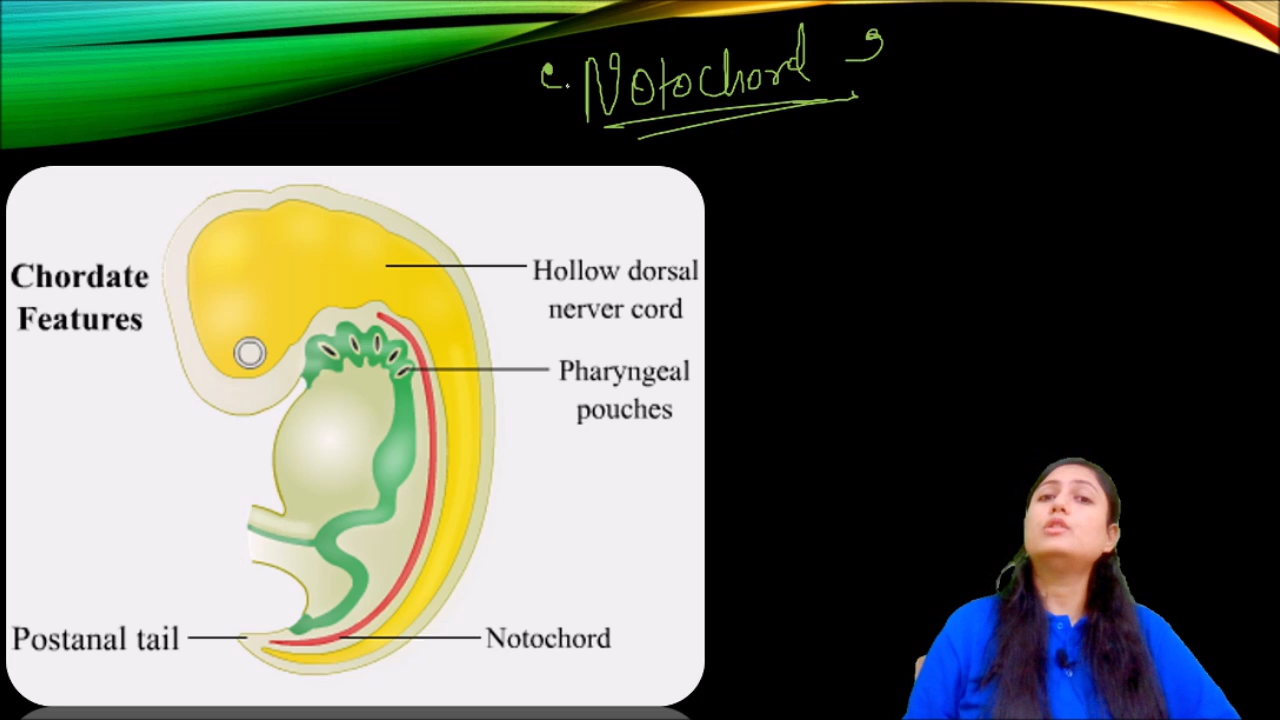 e. Notochord
Chordate
Features
Hollow dorsal
nerver cord
Pharyngeal
pouches
Postanal tail
Notochord